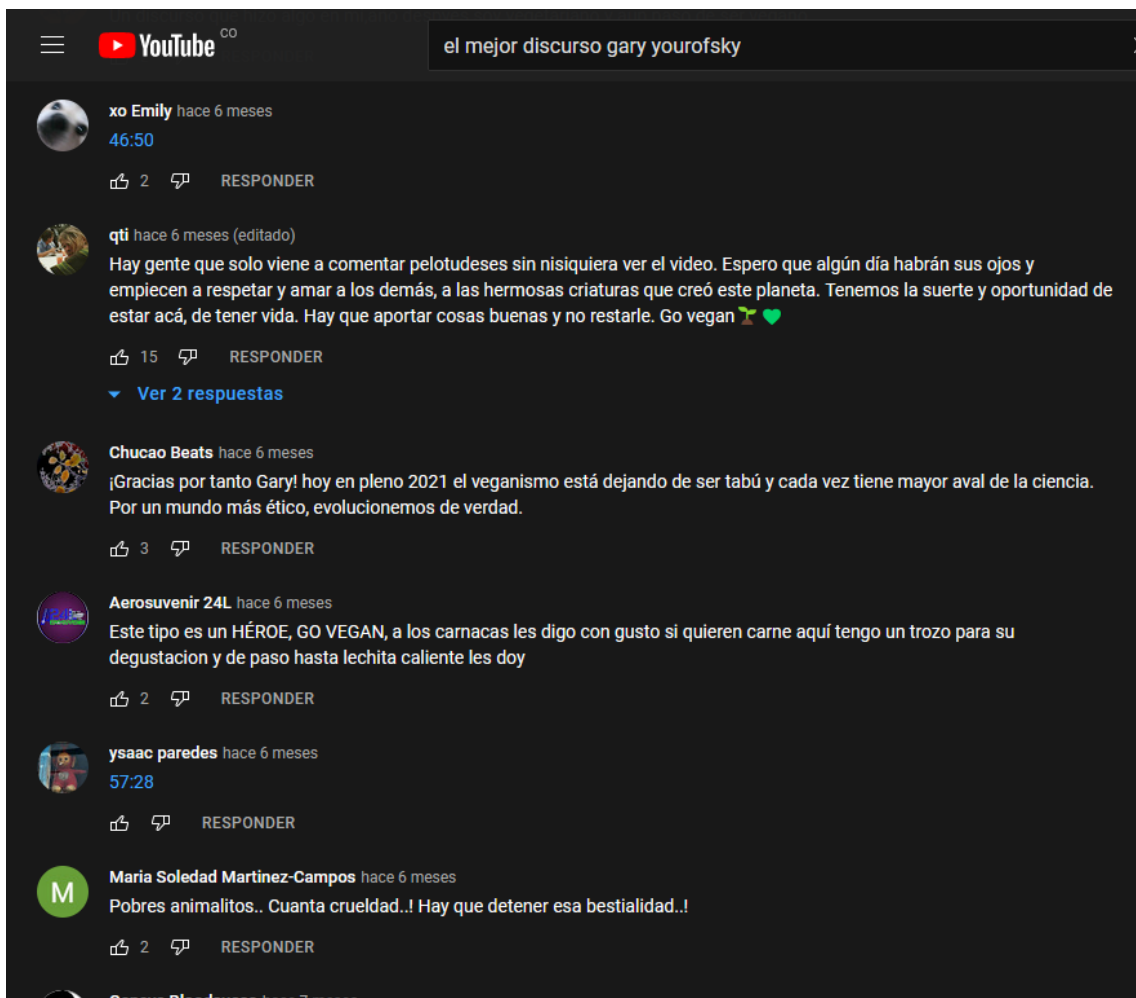 YouTube CO
el mejor discurso gary yourofsky
xo Emily hace 6 meses
46:50
2 RESPONDER
qti hace 6 meses (editado)
Hay gente que solo viene a comentar pelotudeses sin nisiquiera ver el video. Espero que algún día habrán sus ojos y
empiecen a respetar y amar a los demás, a las hermosas criaturas que creó este planeta. Tenemos la suerte y oportunidad de
estar acá, de tener vida. Hay que aportar cosas buenas y no restarle. Go vegan🌱💚
15 RESPONDER
Ver 2 respuestas
Chucao Beats hace 6 meses
¡Gracias por tanto Gary! hoy en pleno 2021 el veganismo está dejando de ser tabú y cada vez tiene mayor aval de la ciencia.
Por un mundo más ético, evolucionemos de verdad.
3 RESPONDER
Aerosuvenir 24L hace 6 meses
Este tipo es un HÉROE, GO VEGAN, a los carnacas les digo con gusto si quieren carne aquí tengo un trozo para su
degustacion y de paso hasta lechita caliente les doy
2 RESPONDER
ysaac paredes hace 6 meses
57:28
RESPONDER
M
Maria Soledad Martinez-Campos hace 6 meses
Pobres animalitos.. Cuanta crueldad..! Hay que detener esa bestialidad..!
2 RESPONDER